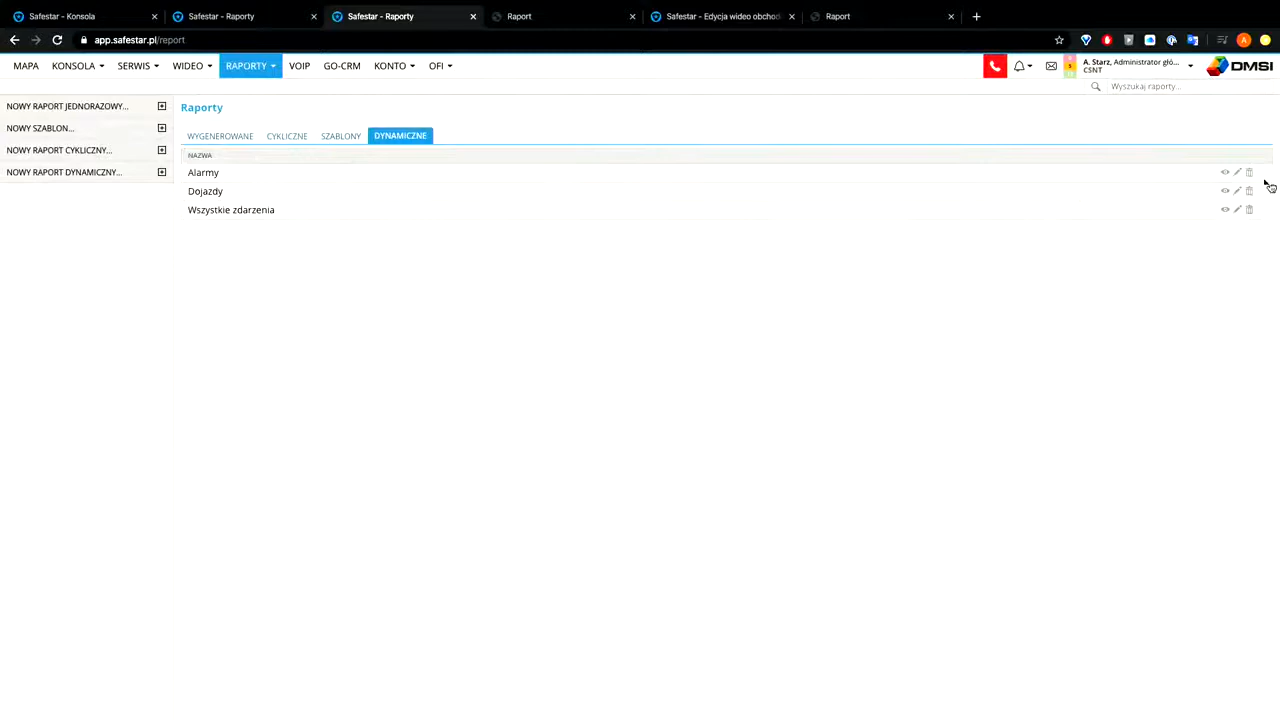 Safestar - Konsola
Safestar - Raporty
Safestar - Raporty
Raport
Safestar - Edycja wideo obchod
Raport
app.safestar.pl/report
MAPA KONSOLA SERWIS WIDEO RAPORTY VOIP GO-CRM KONTO OFI
A. Starz, Administrator głó...
CSNT
DMSI
Wyszukaj raporty...
NOWY RAPORT JEDNORAZOWY...
NOWY SZABLON...
NOWY RAPORT CYKLICZNY...
NOWY RAPORT DYNAMICZNY...
Raporty
WYGENEROWANE CYKLICZNE SZABLONY DYNAMICZNE
NAZWA
Alarmy
Dojazdy
Wszystkie zdarzenia